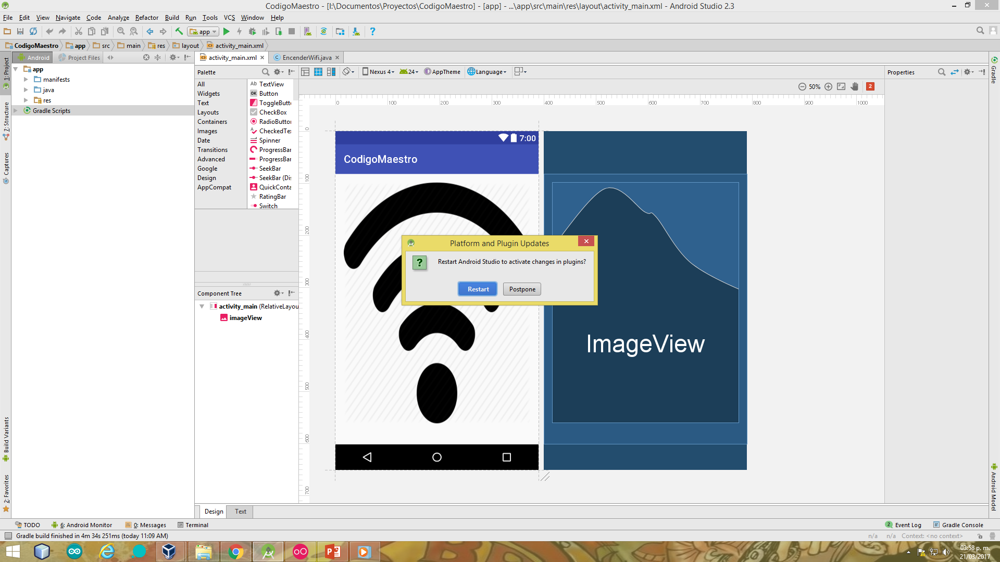 CodigoMaestro - [I:\Documentos\Proyectos\CodigoMaestro] - [app] - ...\app\src\main\res\layout\activity_main.xml - Android Studio 2.3
File Edit View Navigate Code Analyze Refactor Build Run Tools VCS Window Help
app
CodigoMaestro app src main res layout activity_main.xml
Android Project Files
activity_main.xml EncenderWifi.java
1: Project
7: Structure
Captures
Build Variants
2: Favorites
app
manifests
java
res
Gradle Scripts
Palette
All
Widgets
Text
Layouts
Containers
Images
Date
Transitions
Advanced
Google
Design
AppCompat
Ab TextView
OK Button
ToggleButt
CheckBox
RadioButtor
CheckedTe
Spinner
ProgressBar
ProgressBar
SeekBar
SeekBar (Di
QuickConta
RatingBar
Switch
Component Tree
activity_main (RelativeLayou
imageView
Nexus 4 24 AppTheme Language
50% 2
0 100 200 300 400 500 600 700 800 900 1000
0
100
200
300
400
500
600
700
7:00
CodigoMaestro
ImageView
Platform and Plugin Updates
? Restart Android Studio to activate changes in plugins?
Restart Postpone
Properties
Gradle
Android Model
Design Text
TODO 6: Android Monitor 0: Messages Terminal
2 Event Log Gradle Console
Gradle build finished in 4m 34s 251ms (today 11:09 AM)
n/a n/a Context: <no context>
03:58 p. m.
21/03/2017